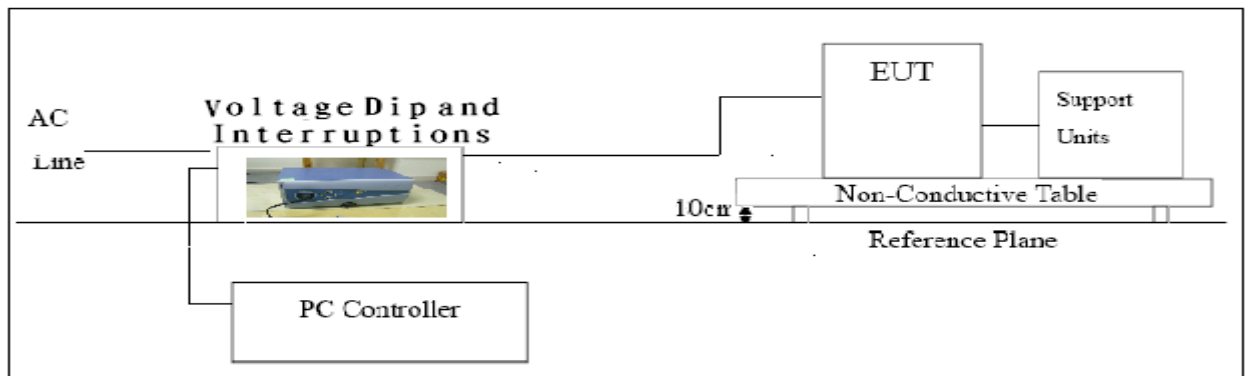 AC
Line
Voltage Dip and
Interruptions
EUT
Support
Units
Non-Conductive Table
10cm
Reference Plane
PC Controller